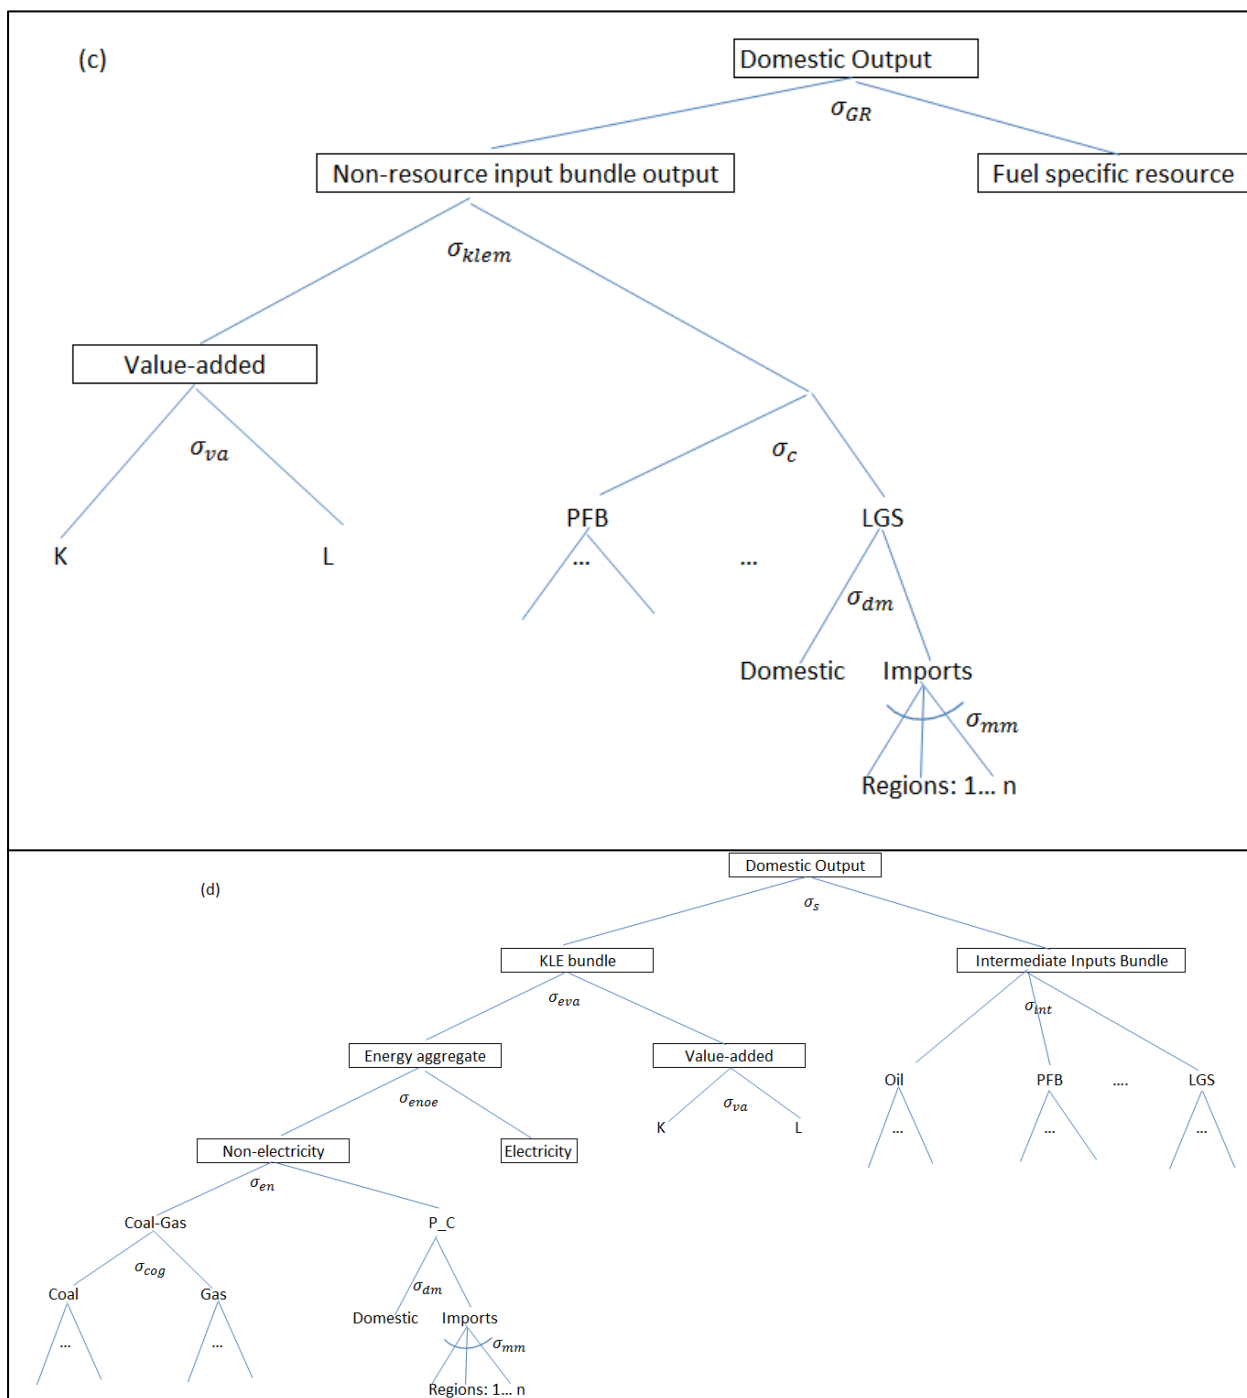 (c)
Domestic Output
σ_GR
Non-resource input bundle output
Fuel specific resource
σ_klem
Value-added
σ_va
σ_c
K
L
PFB
...
...
LGS
σ_dm
Domestic
Imports
σ_mm
Regions: 1... n
(d)
Domestic Output
σ_s
KLE bundle
Intermediate Inputs Bundle
σ_eva
σ_int
Energy aggregate
Value-added
σ_enoe
σ_va
K
L
Oil
PFB
....
LGS
...
...
...
Non-electricity
Electricity
σ_en
Coal-Gas
P_C
σ_cog
σ_dm
Coal
Gas
...
...
Domestic
Imports
σ_mm
Regions: 1... n